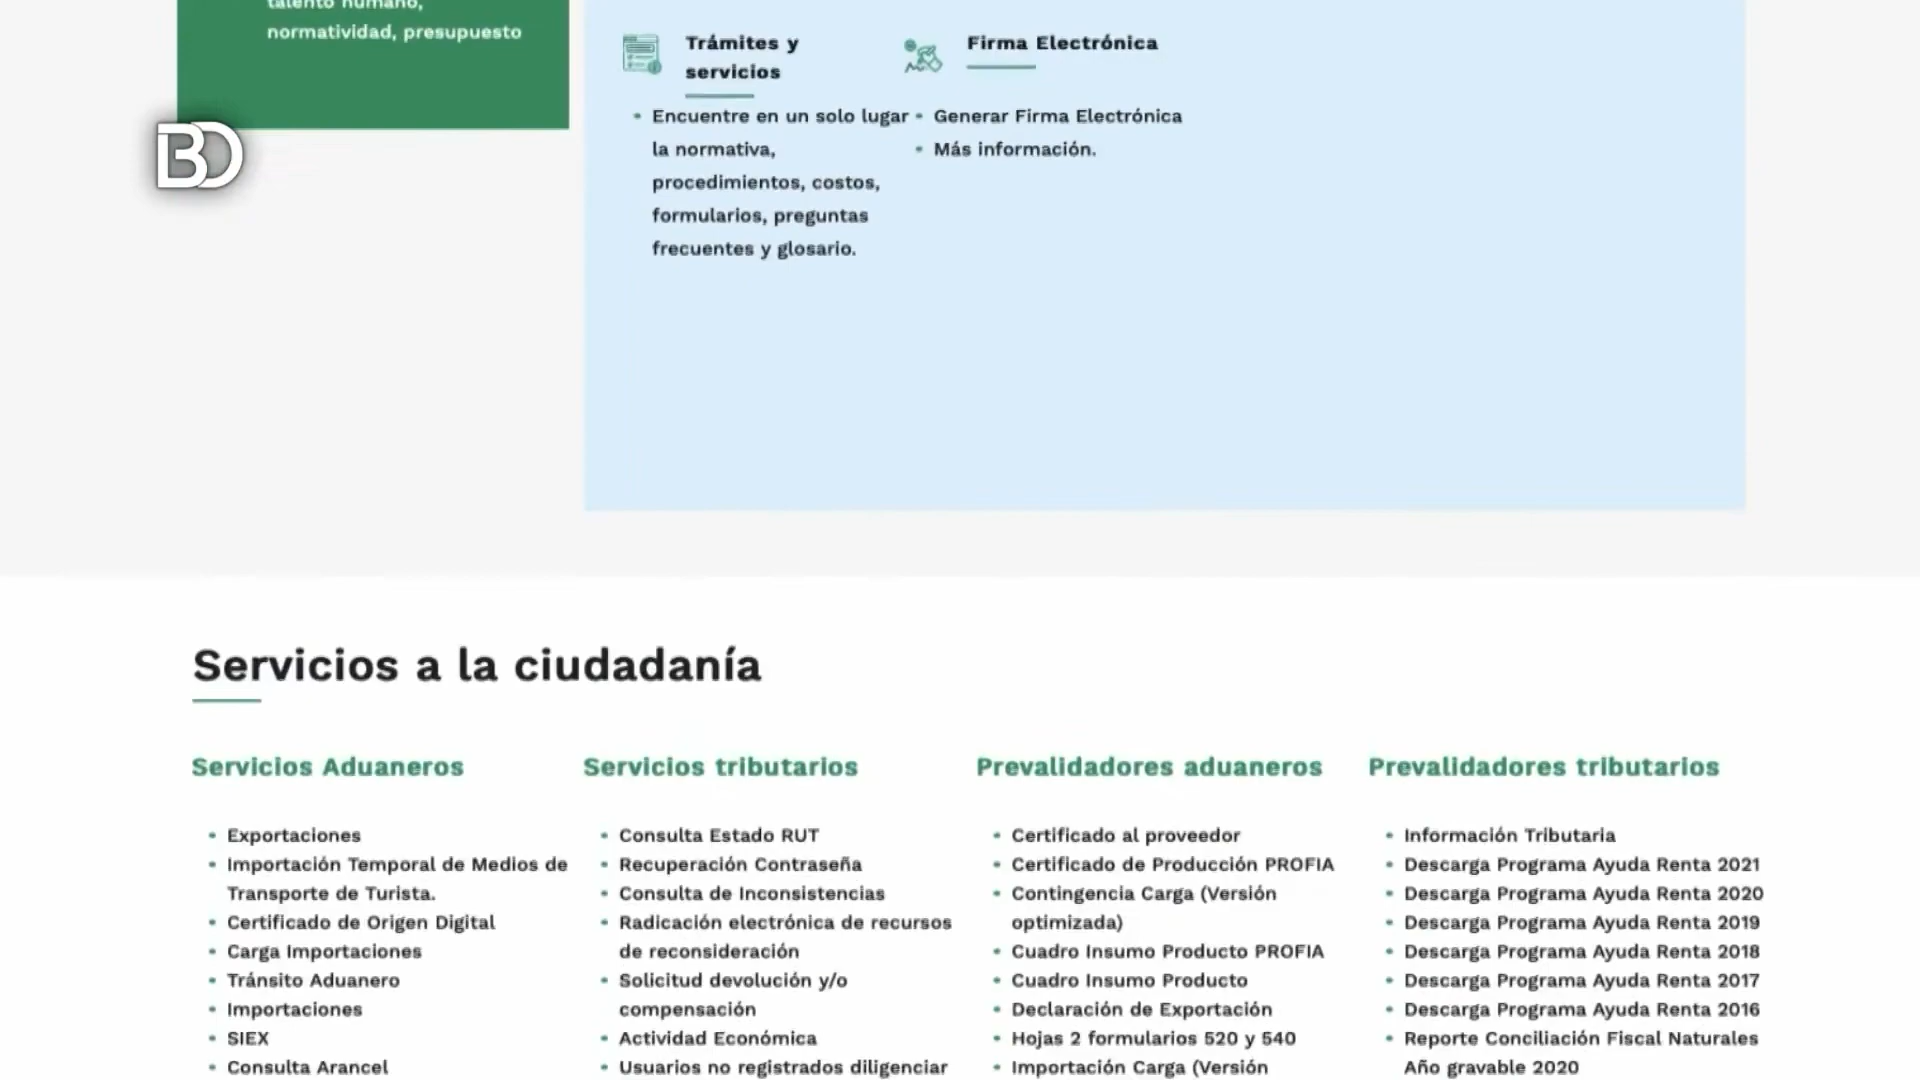 talento humano,
normatividad, presupuesto
BD
Trámites y
servicios
Encuentre en un solo lugar
la normativa,
procedimientos, costos,
formularios, preguntas
frecuentes y glosario.
Firma Electrónica
Generar Firma Electrónica
Más información.
Servicios a la ciudadanía
Servicios Aduaneros
Exportaciones
Importación Temporal de Medios de
Transporte de Turista.
Certificado de Origen Digital
Carga Importaciones
Tránsito Aduanero
Importaciones
SIEX
Consulta Arancel
Servicios tributarios
Consulta Estado RUT
Recuperación Contraseña
Consulta de Inconsistencias
Radicación electrónica de recursos
de reconsideración
Solicitud devolución y/o
compensación
Actividad Económica
Usuarios no registrados diligenciar
Prevalidadores aduaneros
Certificado al proveedor
Certificado de Producción PROFIA
Contingencia Carga (Versión
optimizada)
Cuadro Insumo Producto PROFIA
Cuadro Insumo Producto
Declaración de Exportación
Hojas 2 formularios 520 y 540
Importación Carga (Versión
Prevalidadores tributarios
Información Tributaria
Descarga Programa Ayuda Renta 2021
Descarga Programa Ayuda Renta 2020
Descarga Programa Ayuda Renta 2019
Descarga Programa Ayuda Renta 2018
Descarga Programa Ayuda Renta 2017
Descarga Programa Ayuda Renta 2016
Reporte Conciliación Fiscal Naturales
Año gravable 2020